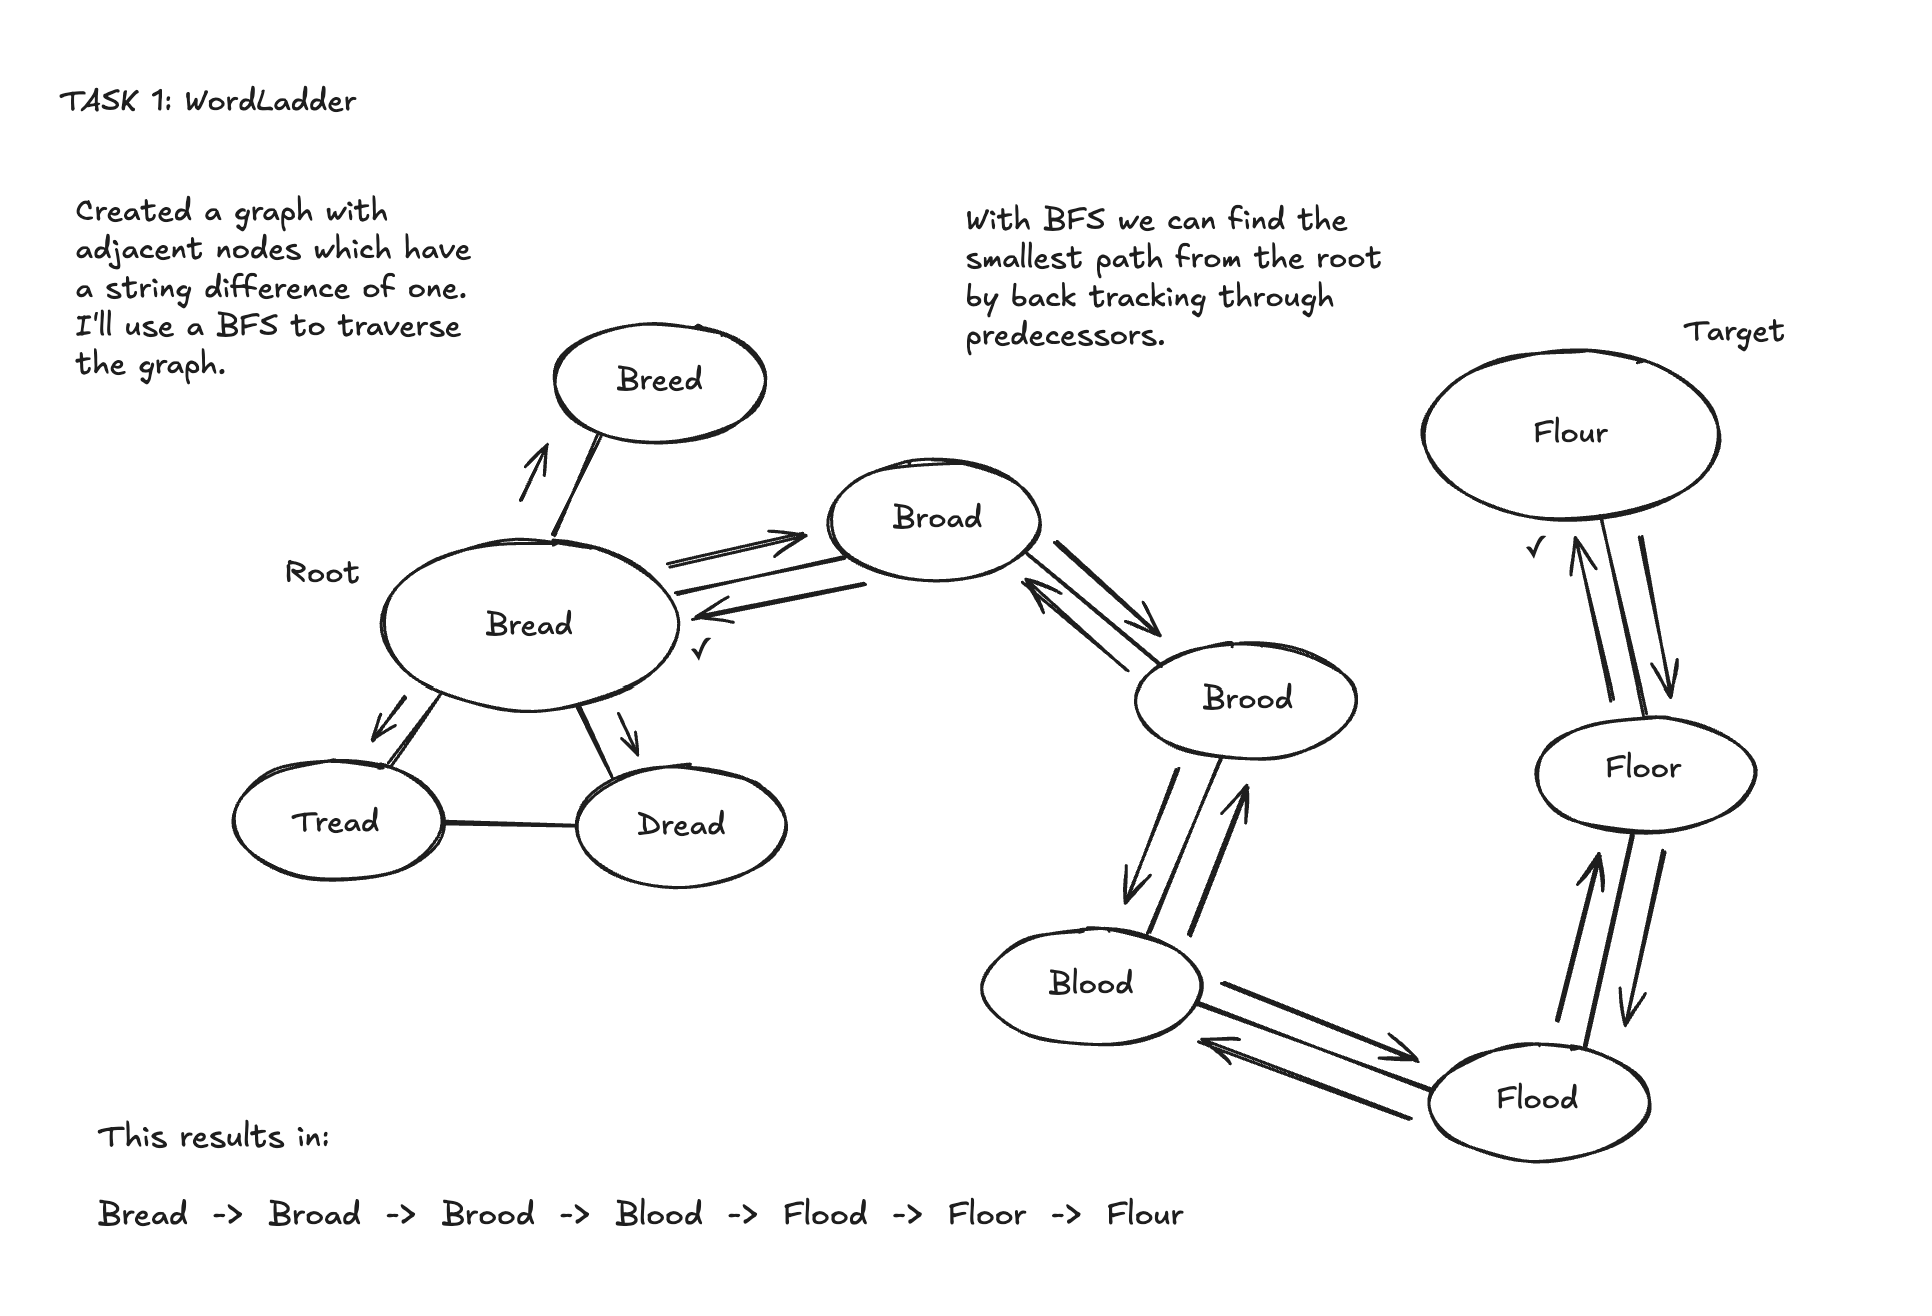 TASK 1: WordLadder
Created a graph with
adjacent nodes which have
a string difference of one.
I'll use a BFS to traverse
the graph.
With BFS we can find the
smallest path from the root
by back tracking through
predecessors.
Target
Breed
Flour
Broad
Root
Bread
Brood
Floor
Tread
Dread
Blood
Flood
This results in:
Bread -> Broad -> Brood -> Blood -> Flood -> Floor -> Flour